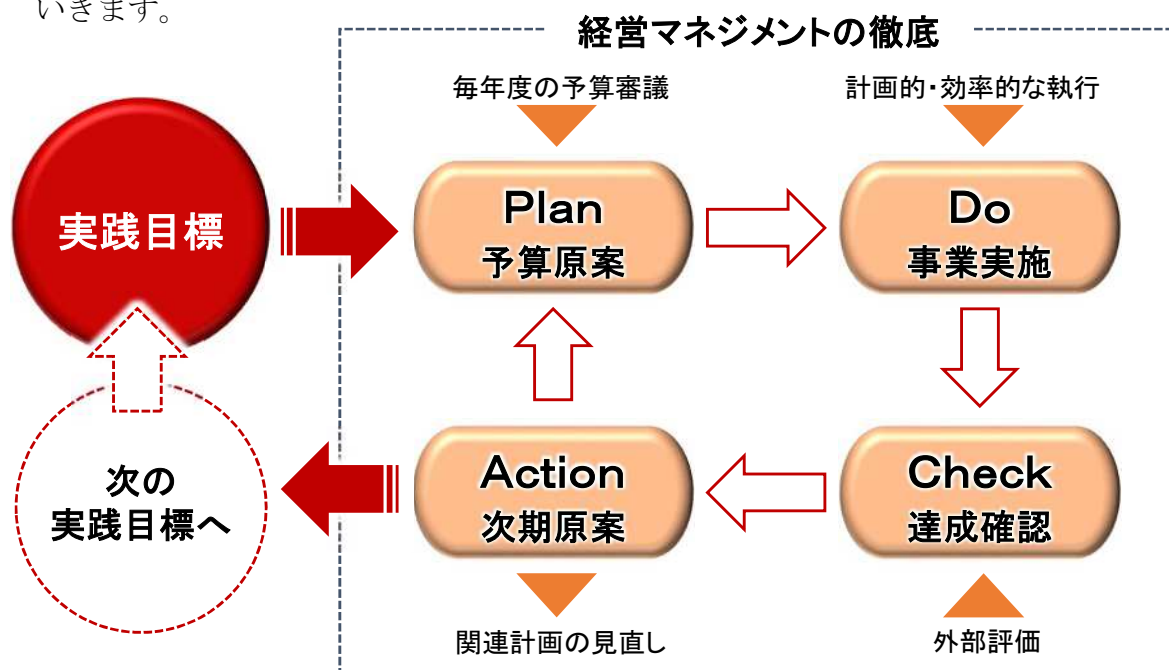 いきます。
経営マネジメントの徹底
毎年度の予算審議
計画的・効率的な執行
実践目標
Plan
予算原案
Do
事業実施
次の
実践目標へ
Action
次期原案
Check
達成確認
関連計画の見直し
外部評価